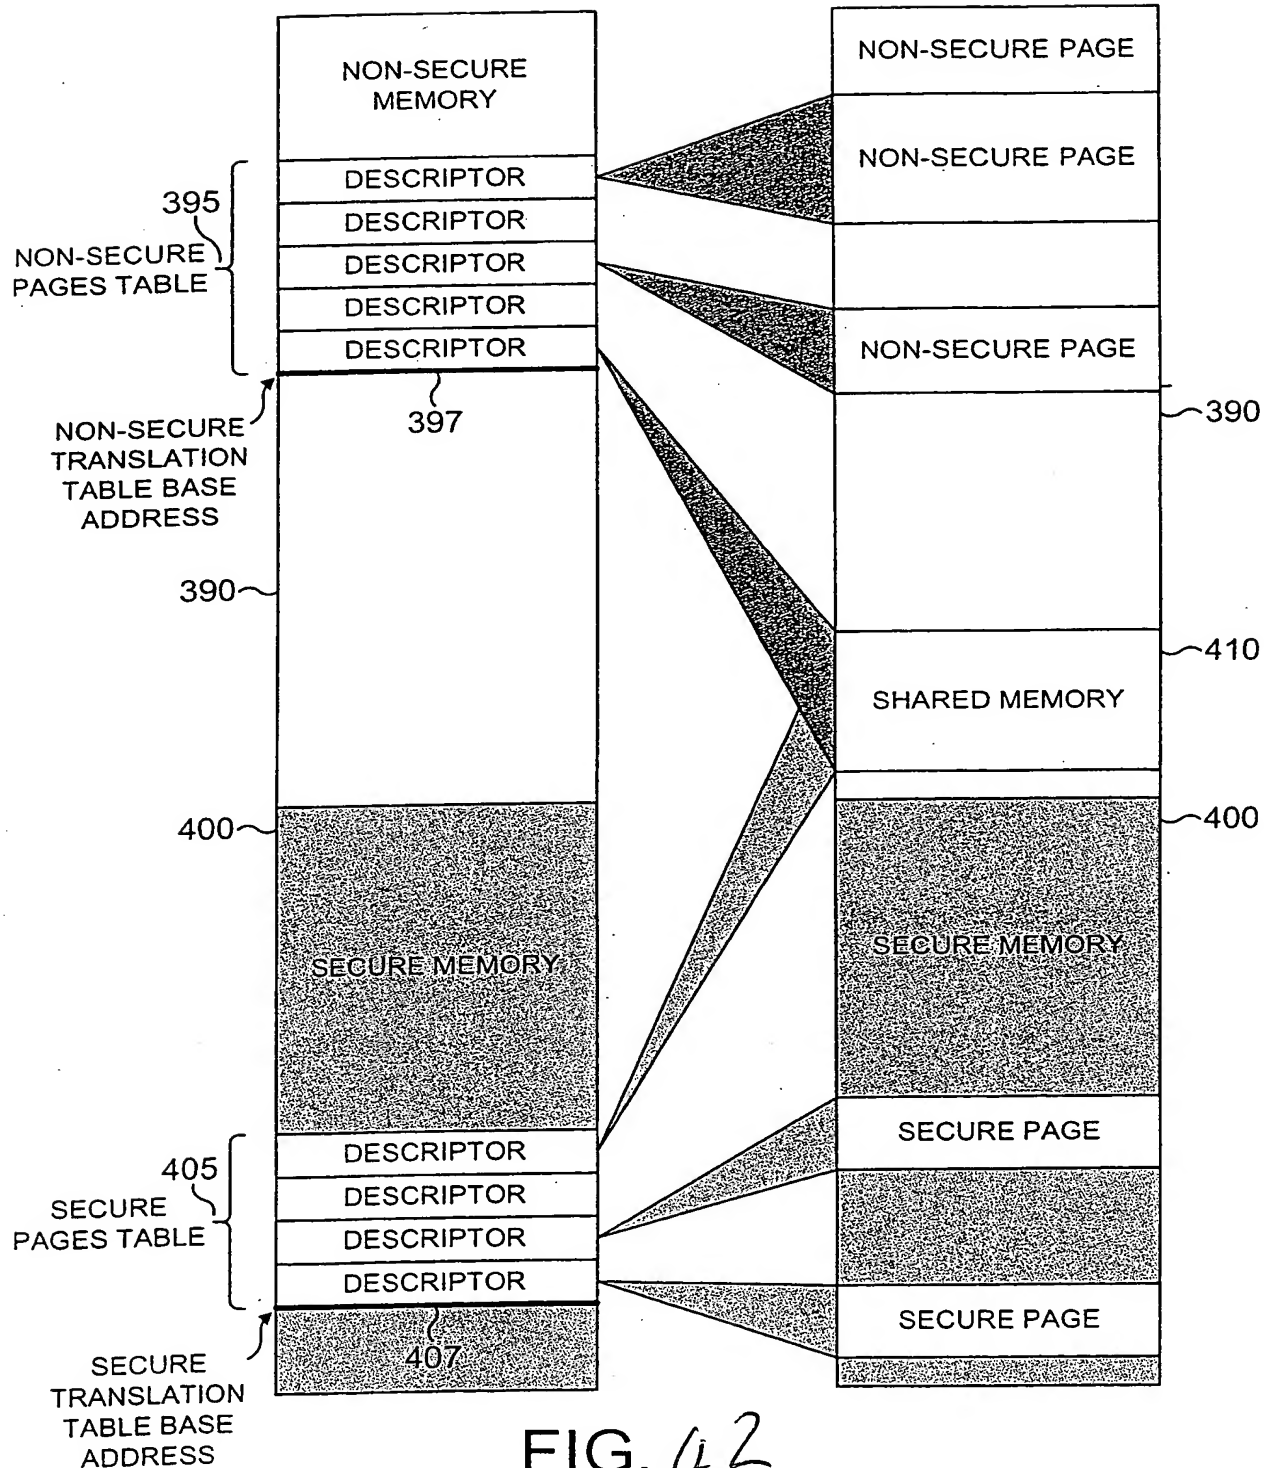 NON-SECURE
MEMORY
395
NON-SECURE
PAGES TABLE
DESCRIPTOR
DESCRIPTOR
DESCRIPTOR
DESCRIPTOR
DESCRIPTOR
397
NON-SECURE
TRANSLATION
TABLE BASE
ADDRESS
390
400
SECURE MEMORY
405
SECURE
PAGES TABLE
DESCRIPTOR
DESCRIPTOR
DESCRIPTOR
DESCRIPTOR
407
SECURE
TRANSLATION
TABLE BASE
ADDRESS
NON-SECURE PAGE
NON-SECURE PAGE
NON-SECURE PAGE
390
410
SHARED MEMORY
400
SECURE MEMORY
SECURE PAGE
SECURE PAGE
FIG. 42